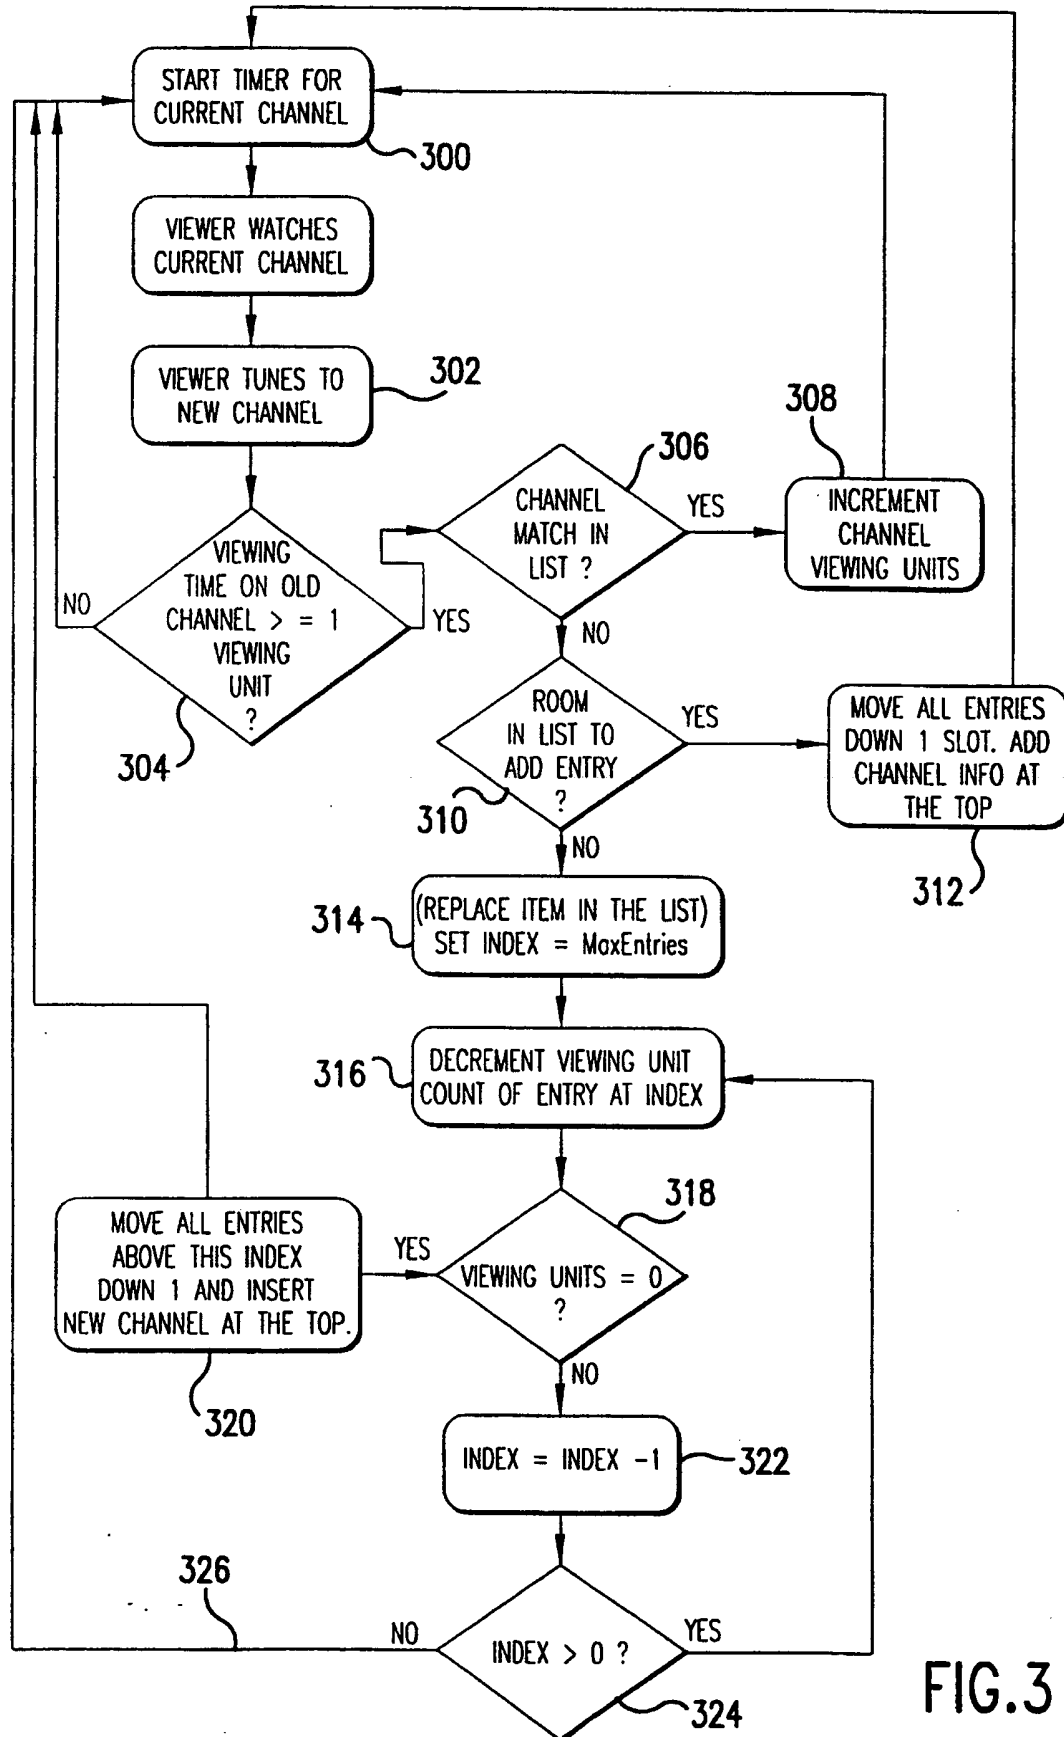 START TIMER FOR
CURRENT CHANNEL
300
VIEWER WATCHES
CURRENT CHANNEL
VIEWER TUNES TO
NEW CHANNEL
302
VIEWING
TIME ON OLD
CHANNEL > = 1
VIEWING
UNIT
?
NO
YES
304
CHANNEL
MATCH IN
LIST ?
306
YES
NO
INCREMENT
CHANNEL
VIEWING UNITS
308
ROOM
IN LIST TO
ADD ENTRY
?
310
YES
NO
MOVE ALL ENTRIES
DOWN 1 SLOT. ADD
CHANNEL INFO AT
THE TOP
312
(REPLACE ITEM IN THE LIST)
SET INDEX = MaxEntries
314
DECREMENT VIEWING UNIT
COUNT OF ENTRY AT INDEX
316
VIEWING UNITS = 0
?
318
YES
NO
MOVE ALL ENTRIES
ABOVE THIS INDEX
DOWN 1 AND INSERT
NEW CHANNEL AT THE TOP.
320
INDEX = INDEX -1
322
INDEX > 0 ?
324
NO
YES
326
FIG.3